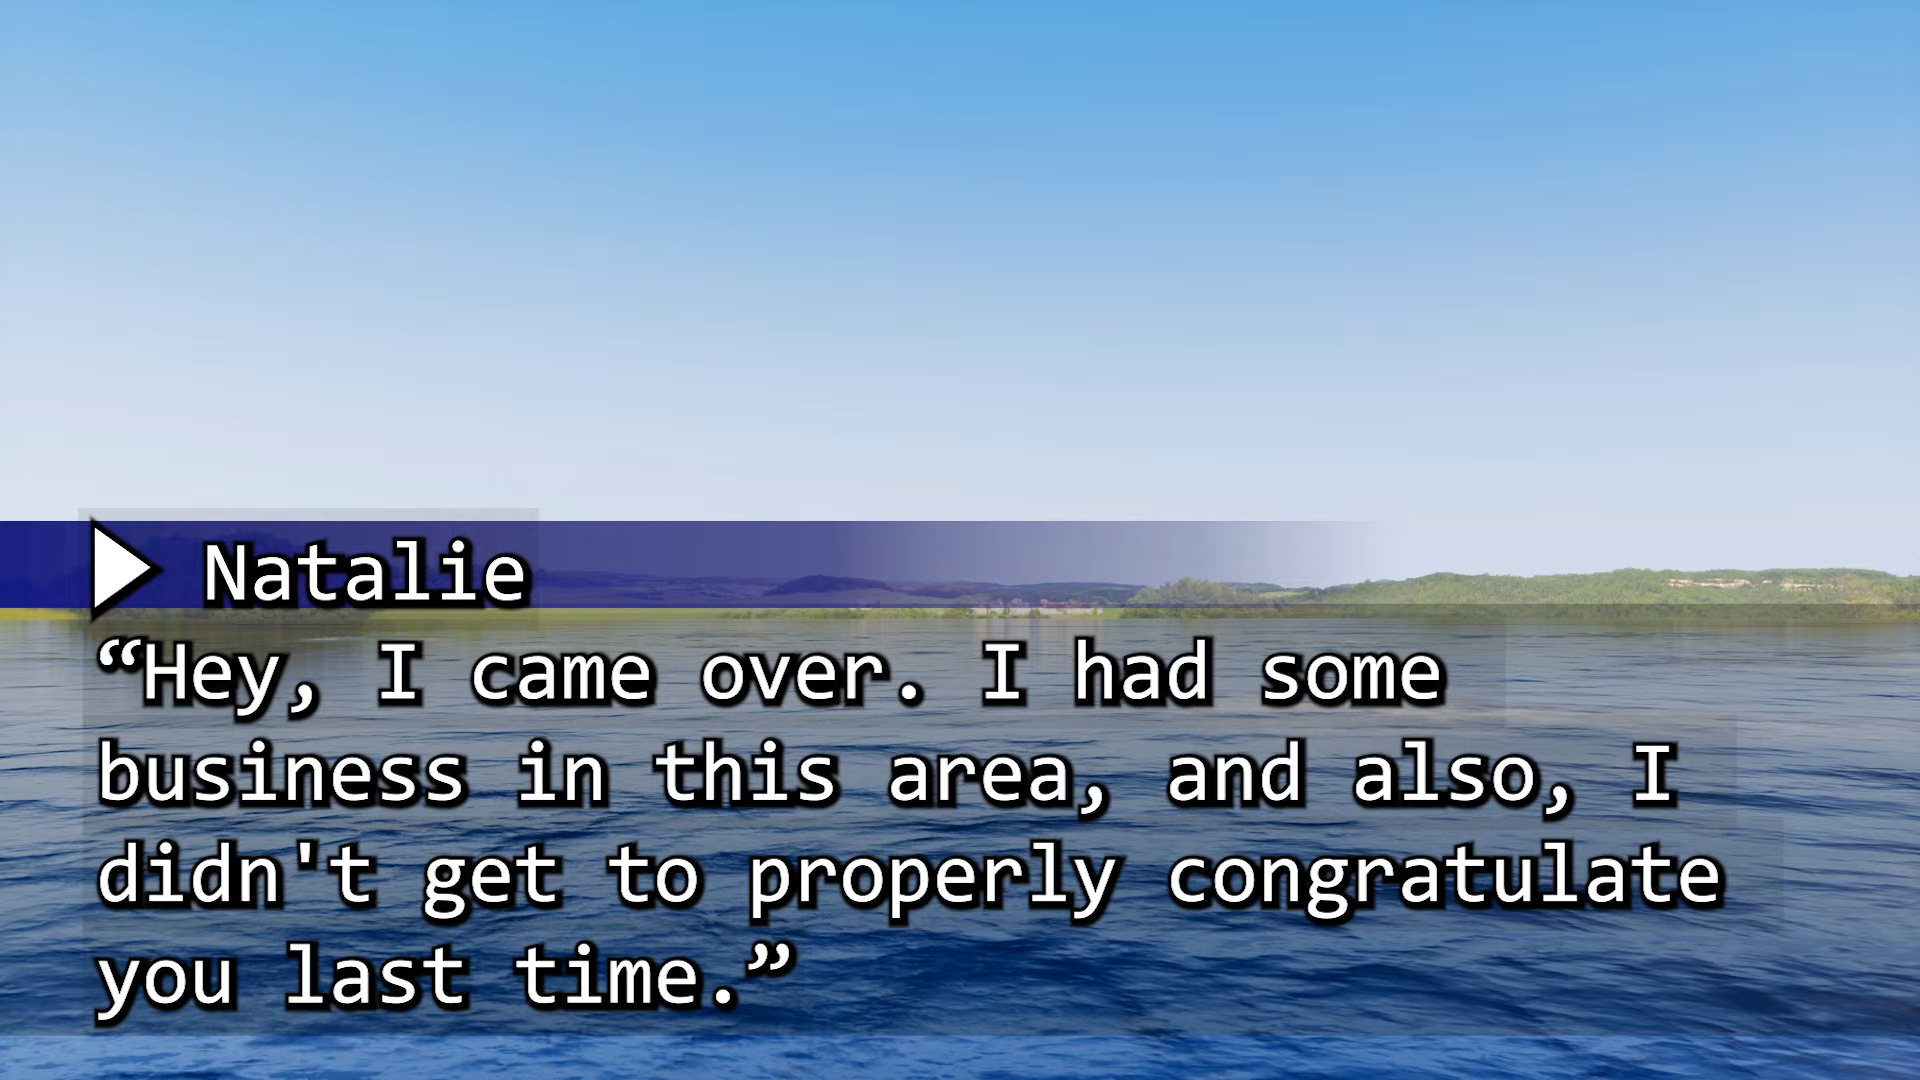 Natalie
“Hey, I came over. I had some
business in this area, and also, I
didn't get to properly congratulate
you last time.”